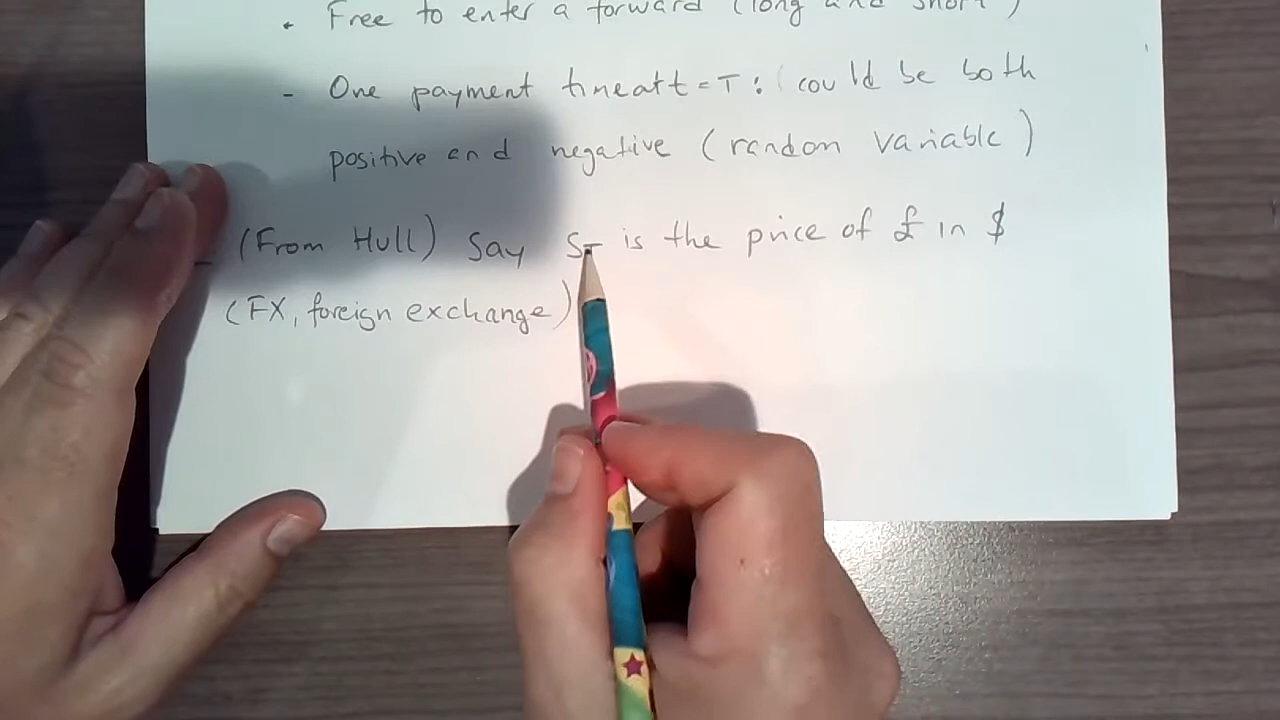 Free to enter a forward (long and short)
- One payment time at t=T: could be both
positive and negative (random variable)
(From Hull) Say S_T is the price of £ in $
(FX, foreign exchange)